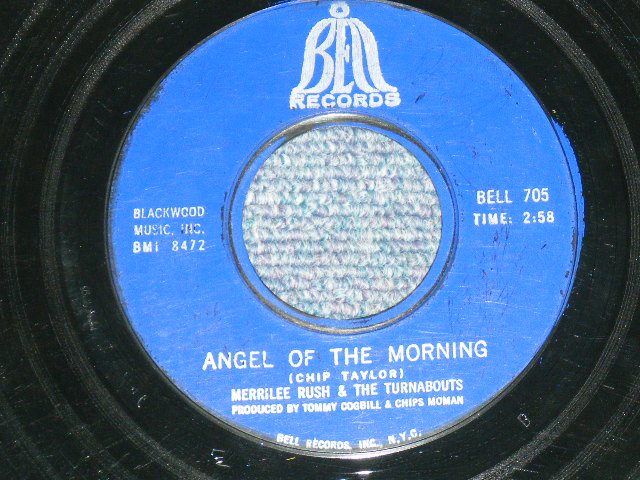 BELL
RECORDS
BLACKWOOD
MUSIC, INC.
BMI 8472
BELL 705
TIME: 2:58
ANGEL OF THE MORNING
(CHIP TAYLOR)
MERRILEE RUSH & THE TURNABOUTS
PRODUCED BY TOMMY COGBILL & CHIPS MOMAN
BELL RECORDS, INC., N.Y.C.